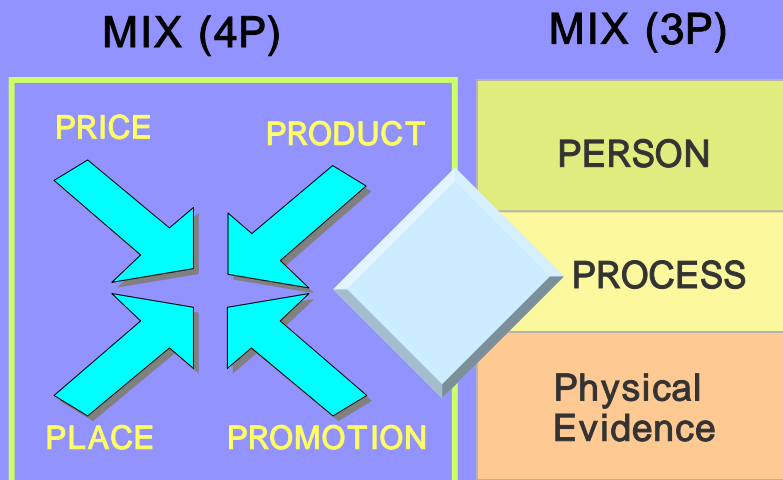 MIX (4P)
MIX (3P)
PRICE
PRODUCT
PLACE
PROMOTION
PERSON
PROCESS
Physical
Evidence